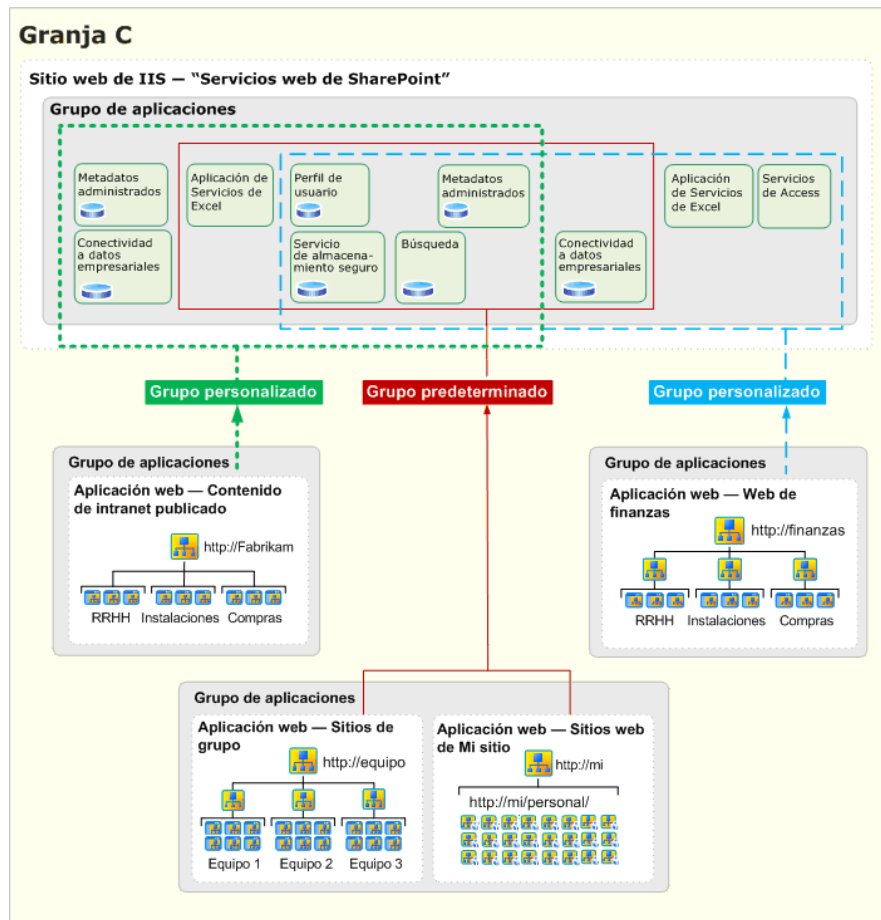 Granja C
Sitio web de IIS — “Servicios web de SharePoint”
Grupo de aplicaciones
Metadatos
administrados
Aplicación de
Servicios de
Excel
Perfil de
usuario
Metadatos
administrados
Aplicación
de Servicios
de Excel
Servicios
de Access
Conectividad
a datos
empresariales
Servicio
de almacena-
miento seguro
Búsqueda
Conectividad
a datos
empresariales
Grupo personalizado
Grupo predeterminado
Grupo personalizado
Grupo de aplicaciones
Aplicación web — Contenido
de intranet publicado
http://Fabrikam
RRHH
Instalaciones
Compras
Grupo de aplicaciones
Aplicación web — Web de
finanzas
http://finanzas
RRHH
Instalaciones
Compras
Grupo de aplicaciones
Aplicación web — Sitios de
grupo
http://equipo
Equipo 1
Equipo 2
Equipo 3
Aplicación web — Sitios web
de Mi sitio
http://mi
http://mi/personal/